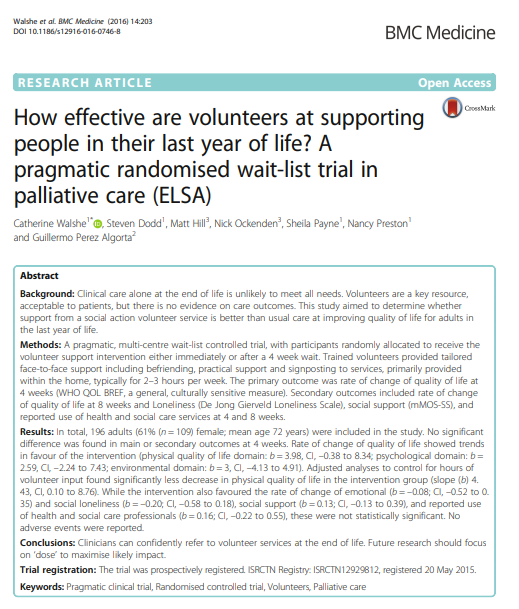 Walshe et al. BMC Medicine (2016) 14:203
DOI 10.1186/s12916-016-0746-8
BMC Medicine
RESEARCH ARTICLE
Open Access
CrossMark
How effective are volunteers at supporting
people in their last year of life? A
pragmatic randomised wait-list trial in
palliative care (ELSA)
Catherine Walshe1*, Steven Dodd1, Matt Hill3, Nick Ockenden3, Sheila Payne1, Nancy Preston1
and Guillermo Perez Algorta2
Abstract
Background: Clinical care alone at the end of life is unlikely to meet all needs. Volunteers are a key resource,
acceptable to patients, but there is no evidence on care outcomes. This study aimed to determine whether
support from a social action volunteer service is better than usual care at improving quality of life for adults in
the last year of life.
Methods: A pragmatic, multi-centre wait-list controlled trial, with participants randomly allocated to receive the
volunteer support intervention either immediately or after a 4 week wait. Trained volunteers provided tailored
face-to-face support including befriending, practical support and signposting to services, primarily provided
within the home, typically for 2–3 hours per week. The primary outcome was rate of change of quality of life at
4 weeks (WHO QOL BREF, a general, culturally sensitive measure). Secondary outcomes included rate of change
of quality of life at 8 weeks and Loneliness (De Jong Gierveld Loneliness Scale), social support (mMOS-SS), and
reported use of health and social care services at 4 and 8 weeks.
Results: In total, 196 adults (61% (n = 109) female; mean age 72 years) were included in the study. No significant
difference was found in main or secondary outcomes at 4 weeks. Rate of change of quality of life showed trends
in favour of the intervention (physical quality of life domain: b = 3.98, CI, –0.38 to 8.34; psychological domain: b =
2.59, CI, –2.24 to 7.43; environmental domain: b = 3, CI, –4.13 to 4.91). Adjusted analyses to control for hours of
volunteer input found significantly less decrease in physical quality of life in the intervention group (slope (b) 4.
43, CI, 0.10 to 8.76). While the intervention also favoured the rate of change of emotional (b = –0.08; CI, –0.52 to 0.
35) and social loneliness (b = –0.20; CI, –0.58 to 0.18), social support (b = 0.13; CI, –0.13 to 0.39), and reported use
of health and social care professionals (b = 0.16; CI, –0.22 to 0.55), these were not statistically significant. No
adverse events were reported.
Conclusions: Clinicians can confidently refer to volunteer services at the end of life. Future research should focus
on 'dose' to maximise likely impact.
Trial registration: The trial was prospectively registered. ISRCTN Registry: ISRCTN12929812, registered 20 May 2015.
Keywords: Pragmatic clinical trial, Randomised controlled trial, Volunteers, Palliative care